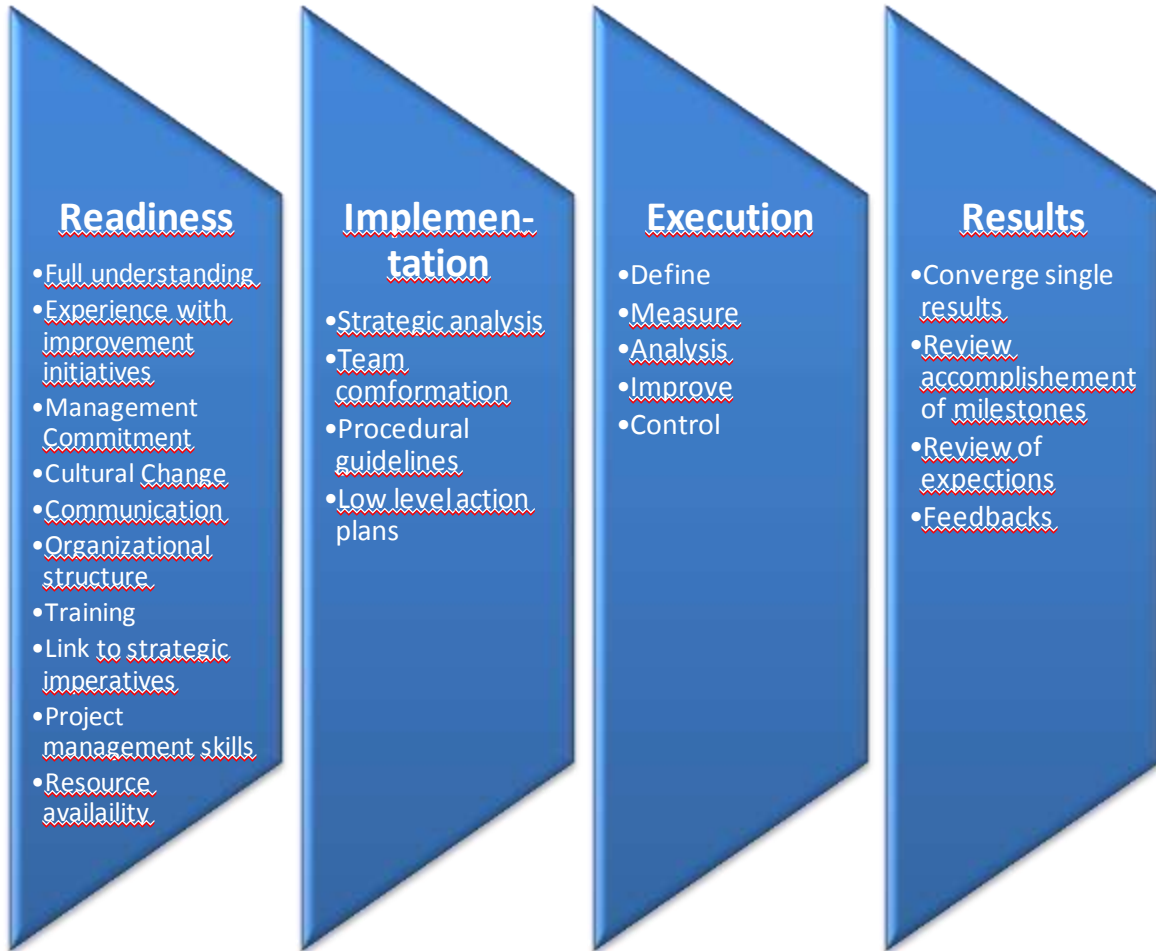 Readiness
•Full understanding
•Experience with
improvement
initiatives
•Management
Commitment
•Cultural Change
•Communication
•Organizational
structure
•Training
•Link to strategic
imperatives
•Project
management skills
•Resource
availaility
Implemen-
tation
•Strategic analysis
•Team
comformation
•Procedural
guidelines
•Low level action
plans
Execution
•Define
•Measure
•Analysis
•Improve
•Control
Results
•Converge single
results
•Review
accomplishement
of milestones
•Review of
expections
•Feedbacks